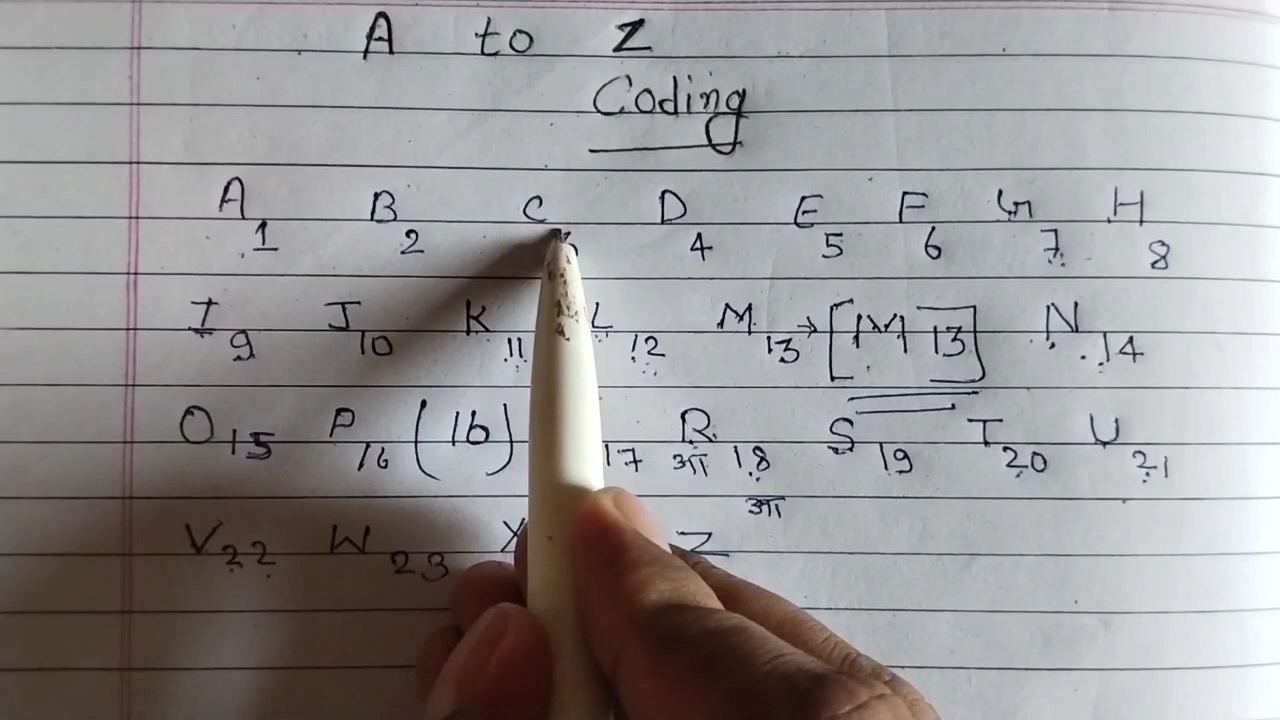 A to Z
Coding
A 1 B 2 C D 4 E 5 F 6 G 7 H 8
I 9 J 10 K 11 L 12 M 13 → [M 13] N 14
O 15 P 16 (16) 17 R 18 S 19 T 20 U 21
आ आ
V 22 W 23 X Z